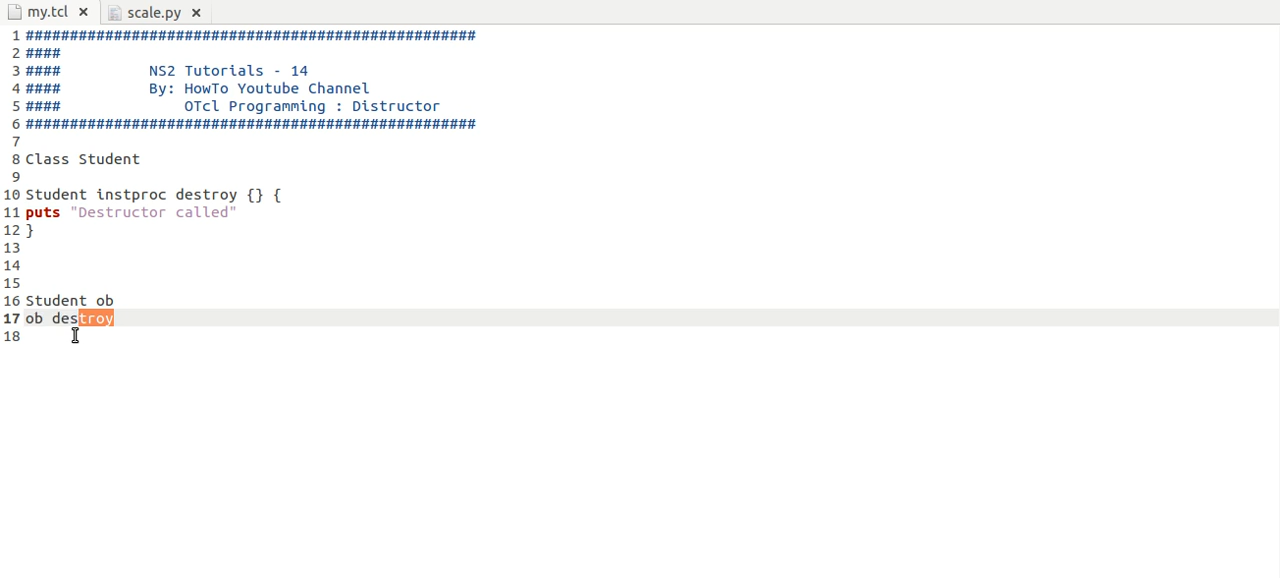 my.tcl ✕ scale.py ✕
1 ###################################################
2 ####
3 #### NS2 Tutorials - 14
4 #### By: HowTo Youtube Channel
5 #### OTcl Programming : Distructor
6 ###################################################
7
8 Class Student
9
10 Student instproc destroy {} {
11 puts "Destructor called"
12 }
13
14
15
16 Student ob
17 ob destroy
18